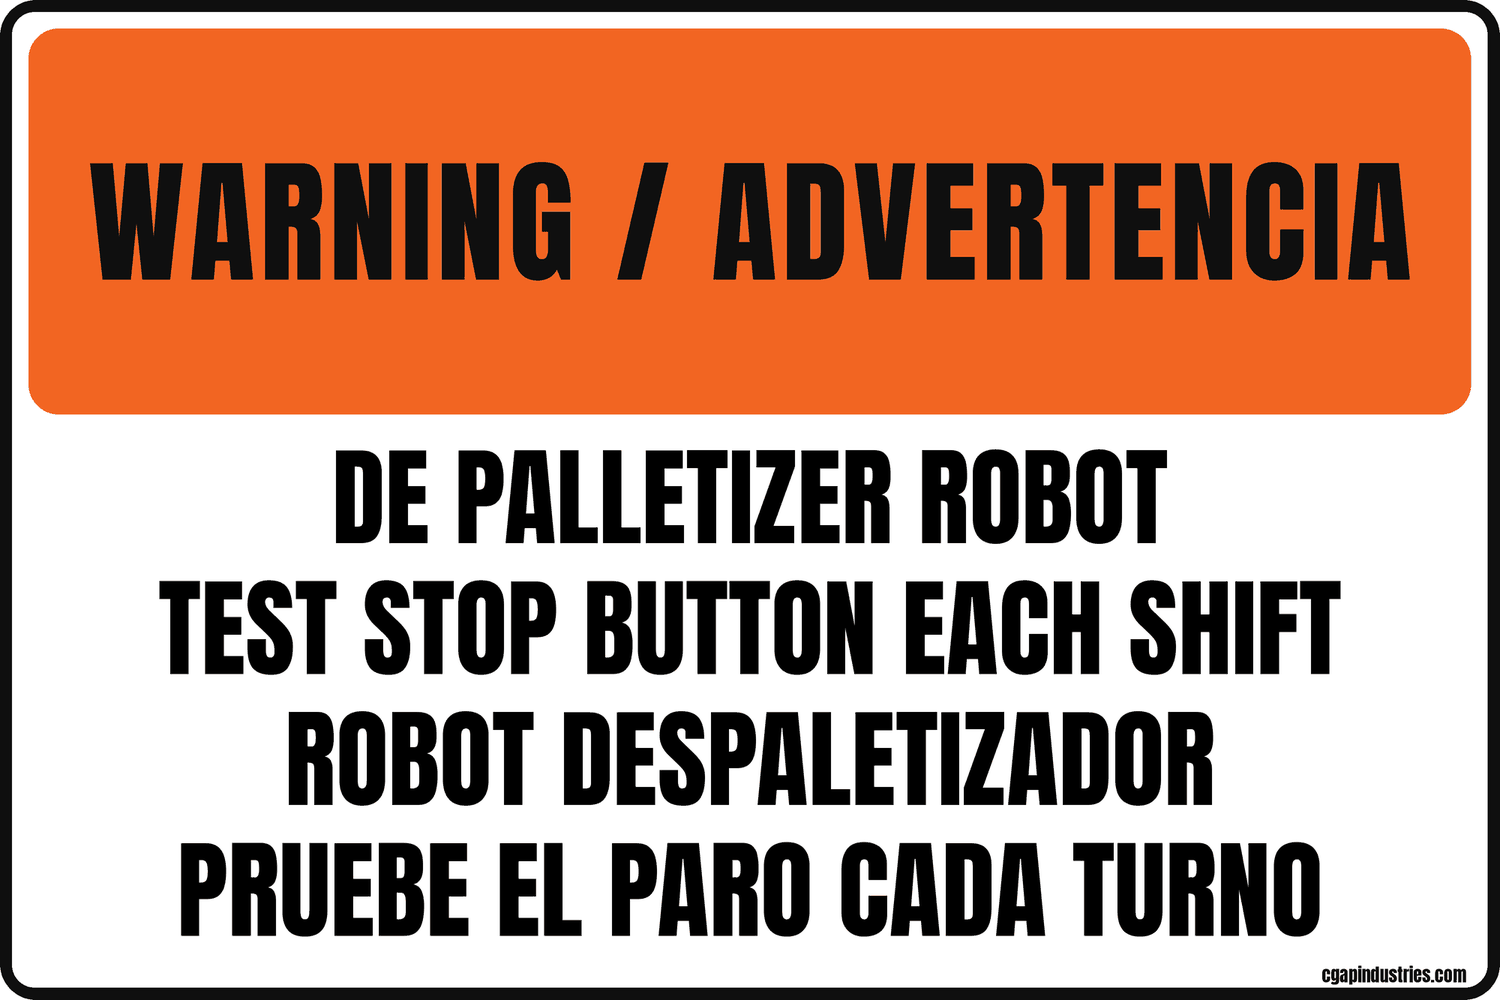 WARNING / ADVERTENCIA
DE PALLETIZER ROBOT
TEST STOP BUTTON EACH SHIFT
ROBOT DESPALETIZADOR
PRUEBE EL PARO CADA TURNO
cgapindustries.com